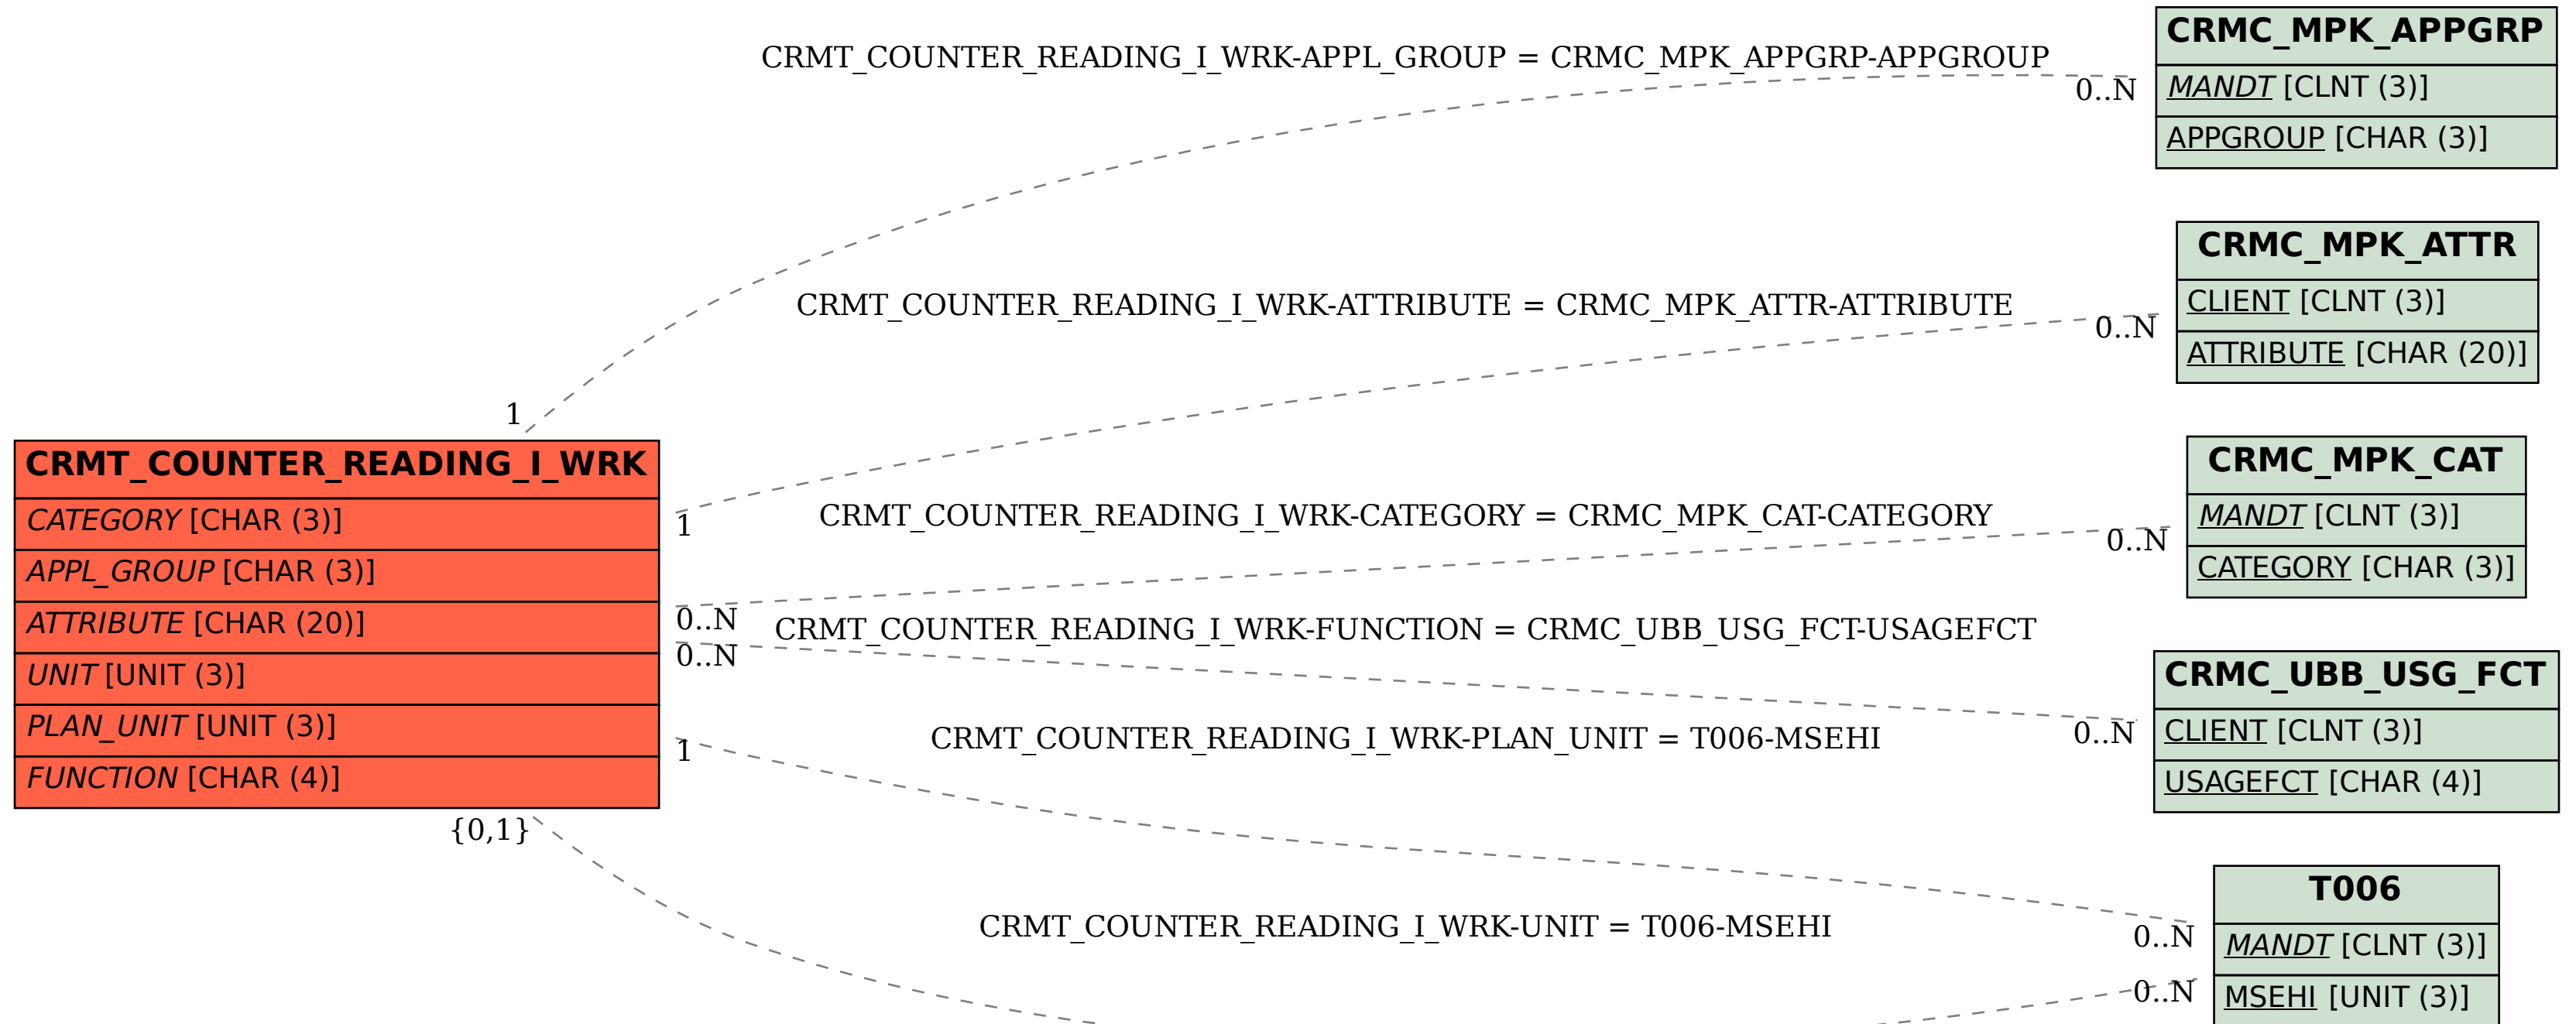 CRMT_COUNTER_READING_I_WRK-APPL_GROUP = CRMC_MPK_APPGRP-APPGROUP
0..N
1
CRMC_MPK_APPGRP
MANDT [CLNT (3)]
APPGROUP [CHAR (3)]
CRMT_COUNTER_READING_I_WRK-ATTRIBUTE = CRMC_MPK_ATTR-ATTRIBUTE
0..N
1
CRMC_MPK_ATTR
CLIENT [CLNT (3)]
ATTRIBUTE [CHAR (20)]
CRMT_COUNTER_READING_I_WRK
CATEGORY [CHAR (3)]
APPL_GROUP [CHAR (3)]
ATTRIBUTE [CHAR (20)]
UNIT [UNIT (3)]
PLAN_UNIT [UNIT (3)]
FUNCTION [CHAR (4)]
CRMT_COUNTER_READING_I_WRK-CATEGORY = CRMC_MPK_CAT-CATEGORY
0..N
0..N
CRMC_MPK_CAT
MANDT [CLNT (3)]
CATEGORY [CHAR (3)]
CRMT_COUNTER_READING_I_WRK-FUNCTION = CRMC_UBB_USG_FCT-USAGEFCT
0..N
0..N
CRMC_UBB_USG_FCT
CLIENT [CLNT (3)]
USAGEFCT [CHAR (4)]
CRMT_COUNTER_READING_I_WRK-PLAN_UNIT = T006-MSEHI
1
0..N
{0,1}
CRMT_COUNTER_READING_I_WRK-UNIT = T006-MSEHI
0..N
T006
MANDT [CLNT (3)]
MSEHI [UNIT (3)]